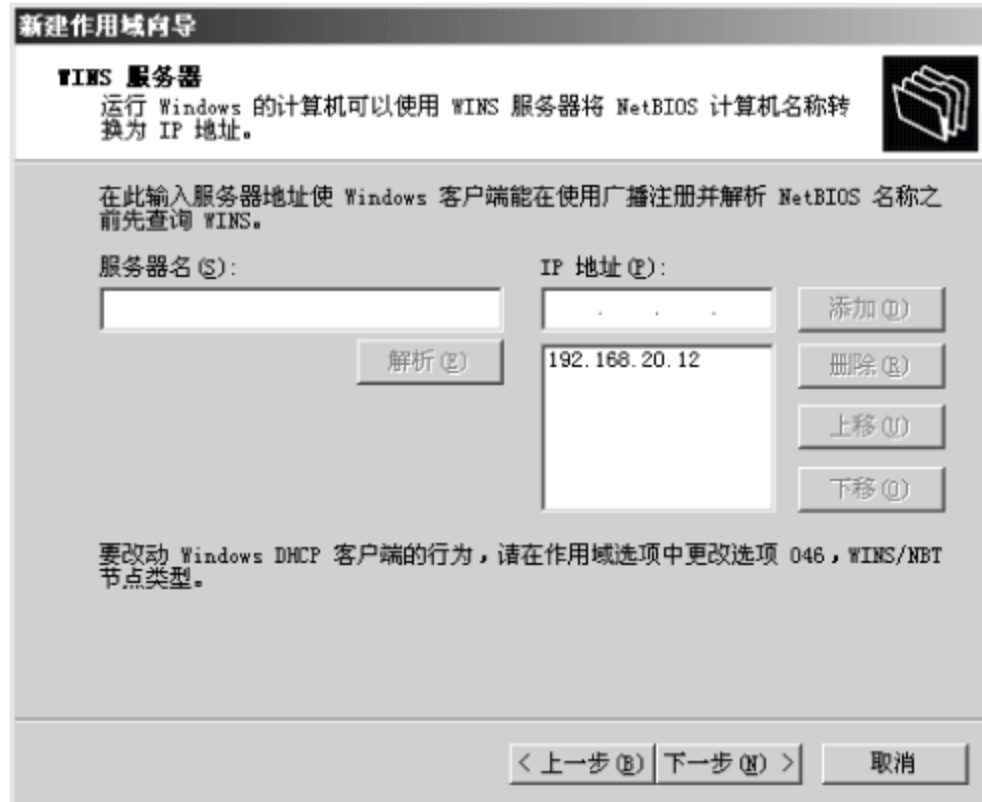 新建作用域向导
WINS 服务器
运行 Windows 的计算机可以使用 WINS 服务器将 NetBIOS 计算机名称转
换为 IP 地址。
在此输入服务器地址使 Windows 客户端能在使用广播注册并解析 NetBIOS 名称之
前先查询 WINS。
服务器名(S):
IP 地址(P):
添加(D)
解析(E)
192.168.20.12
删除(R)
上移(U)
下移(O)
要改动 Windows DHCP 客户端的行为，请在作用域选项中更改选项 046，WINS/NBT
节点类型。
< 上一步(B)
下一步(N) >
取消